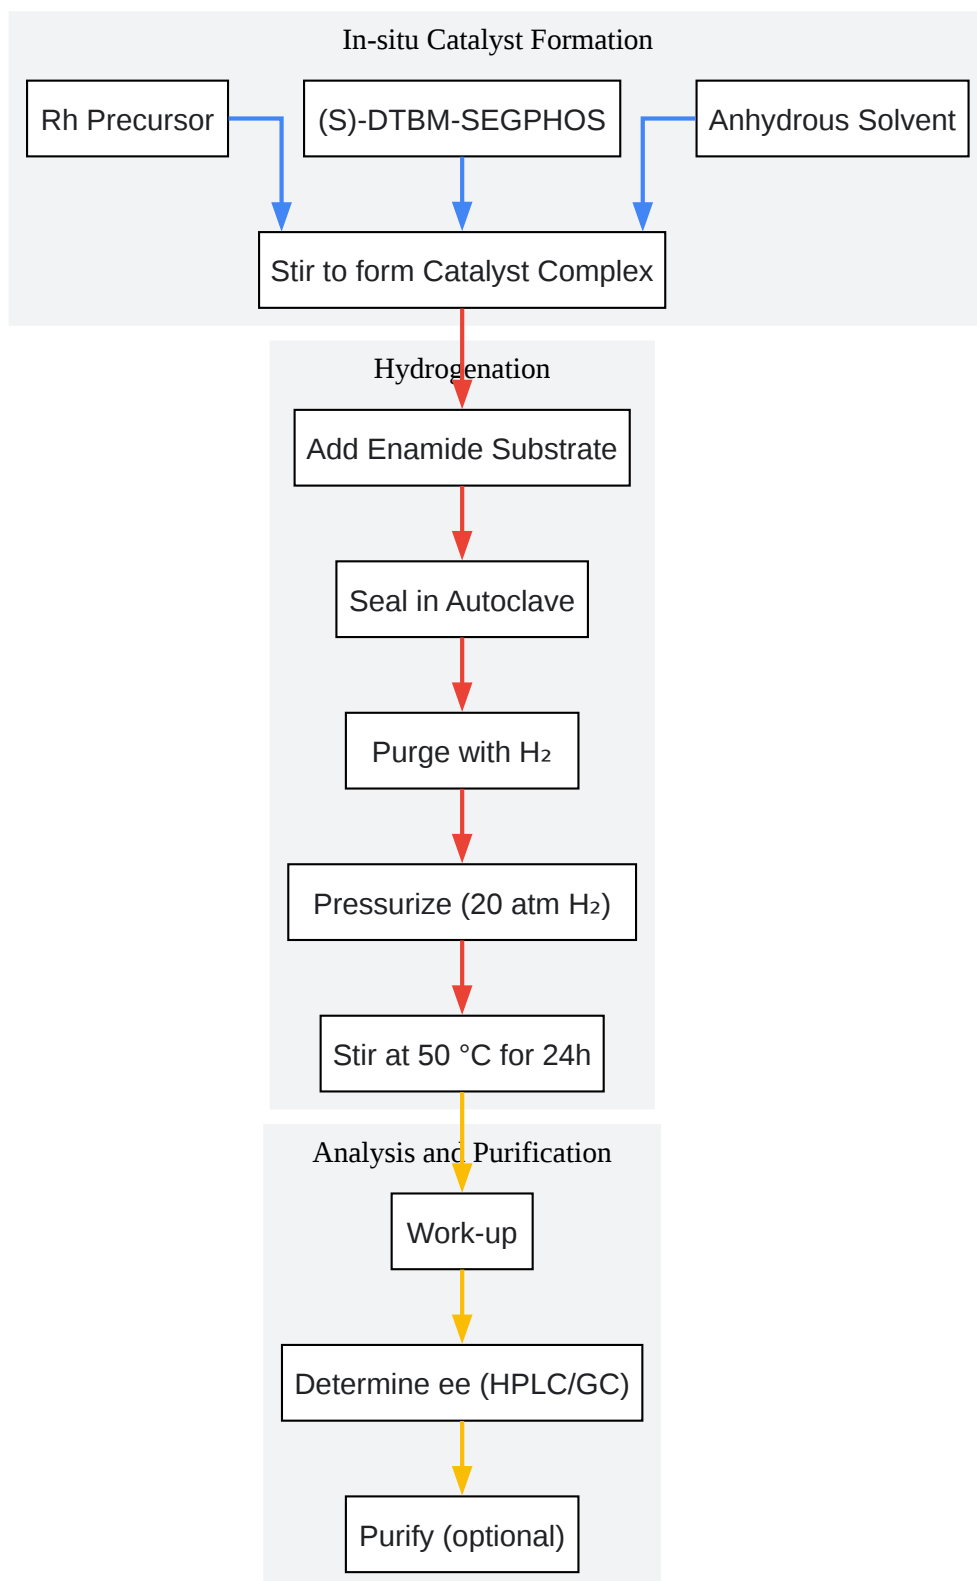 In-situ Catalyst Formation
Rh Precursor
(S)-DTBM-SEGPHOS
Anhydrous Solvent
Stir to form Catalyst Complex
Hydrogenation
Add Enamide Substrate
Seal in Autoclave
Purge with H₂
Pressurize (20 atm H₂)
Stir at 50 °C for 24h
Analysis and Purification
Work-up
Determine ee (HPLC/GC)
Purify (optional)